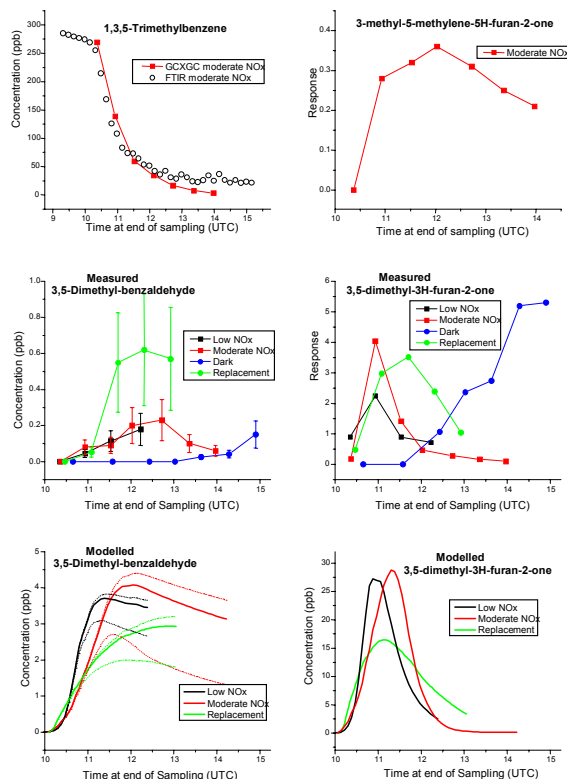 1,3,5-Trimethylbenzene
GCXGC moderate NOx
FTIR moderate NOx
Concentration (ppb)
300
250
200
150
100
50
0
9 10 11 12 13 14 15
Time at end of sampling (UTC)
3-methyl-5-methylene-5H-furan-2-one
Moderate NOx
Response
0.4
0.3
0.2
0.1
0.0
10 11 12 13 14 15
Time at end of sampling (UTC)
Measured
3,5-Dimethyl-benzaldehyde
Low NOx
Moderate NOx
Dark
Replacement
Concentration (ppb)
1.0
0.8
0.6
0.4
0.2
0.0
10 11 12 13 14 15
Time at end of Sampling (UTC)
Measured
3,5-dimethyl-3H-furan-2-one
Low NOx
Moderate NOx
Dark
Replacement
Response
6
5
4
3
2
1
0
10 11 12 13 14 15
Time at end of Sampling (UTC)
Modelled
3,5-Dimethyl-benzaldehyde
Low NOx
Moderate NOx
Replacement
Concentration (ppb)
5
4
3
2
1
0
10 11 12 13 14 15
Time at end of Sampling (UTC)
Modelled
3,5-dimethyl-3H-furan-2-one
Low NOx
Moderate NOx
Replacement
Concentration (ppb)
30
25
20
15
10
5
0
10 11 12 13 14 15
Time at end of Sampling (UTC)